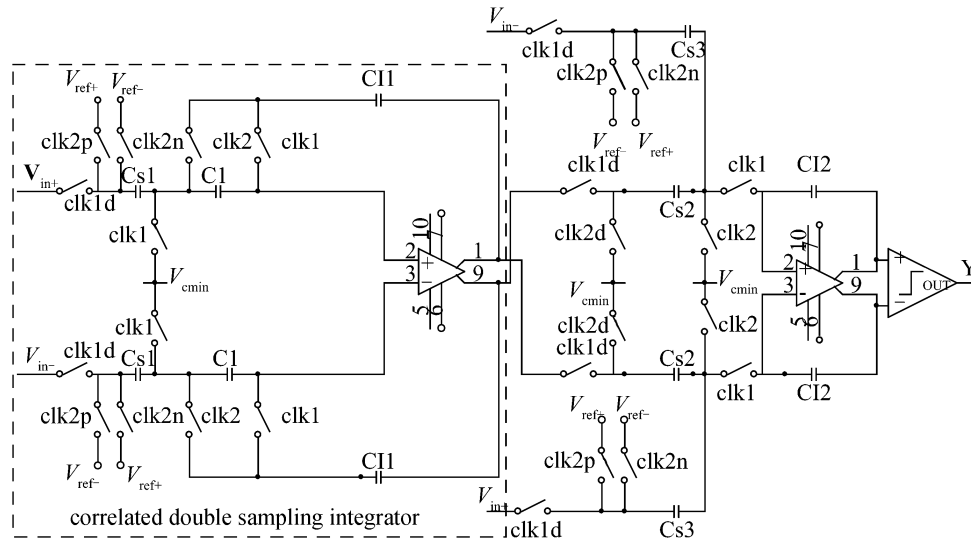 Vin−
clk1d
Cs3
clk2p
clk2n
Vref−
Vref+
Vref+
Vref−
CI1
clk2p
clk2n
clk2
clk1
Vin+
clk1d
Cs1
C1
clk1
Vcmin
clk1
10
7
2
3
+
−
1
9
5
6
clk1d
Vin−
Cs1
C1
clk2p
clk2n
clk2
clk1
Vref−
Vref+
CI1
correlated double sampling integrator
clk1d
Cs2
clk1
CI2
clk2d
clk2
Vcmin
Vcmin
clk2d
clk2
clk1d
Cs2
clk1
CI2
10
7
2
3
+
-
1
9
5
6
+
−
OUT
Y
Vref+
Vref−
clk2p
clk2n
Vin+
clk1d
Cs3